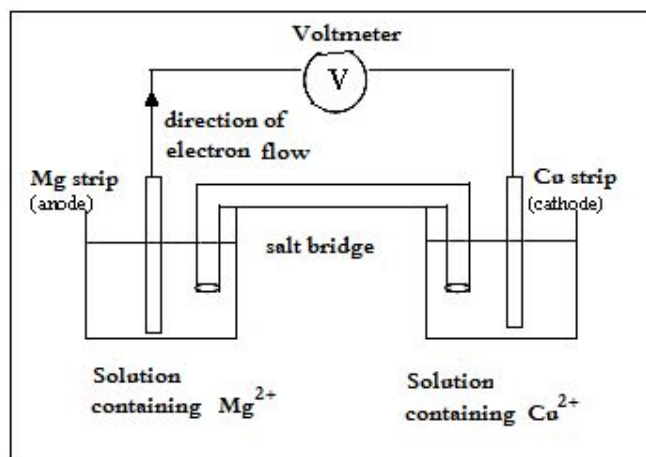 Voltmeter
V
direction of
electron flow
Mg strip
(anode)
Cu strip
(cathode)
salt bridge
Solution
containing Mg²⁺
Solution
containing Cu²⁺